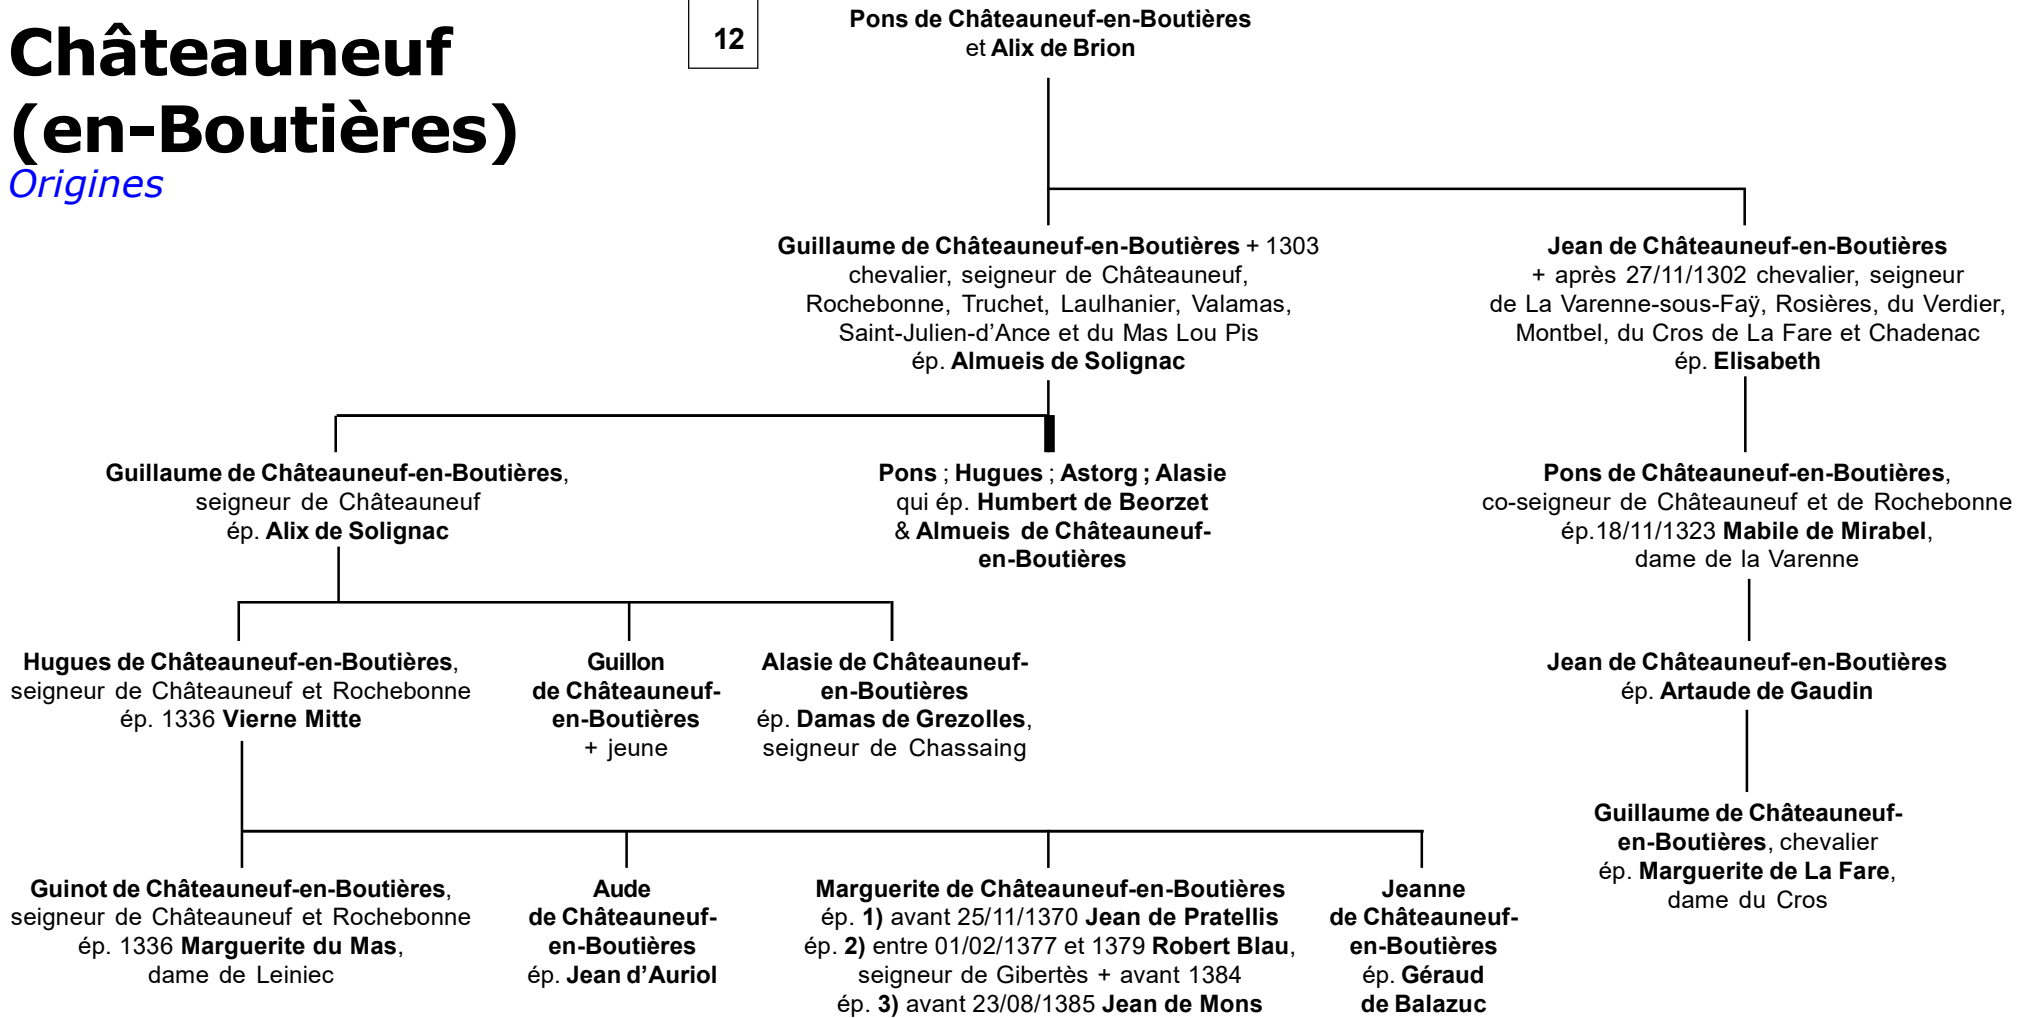 Châteauneuf
(en-Boutières)
Origines
12
Pons de Châteauneuf-en-Boutières
et Alix de Brion
Guillaume de Châteauneuf-en-Boutières + 1303
chevalier, seigneur de Châteauneuf,
Rochebonne, Truchet, Laulhanier, Valamas,
Saint-Julien-d’Ance et du Mas Lou Pis
ép. Almueis de Solignac
Jean de Châteauneuf-en-Boutières
+ après 27/11/1302 chevalier, seigneur
de La Varenne-sous-Faÿ, Rosières, du Verdier,
Montbel, du Cros de La Fare et Chadenac
ép. Elisabeth
Guillaume de Châteauneuf-en-Boutières,
seigneur de Châteauneuf
ép. Alix de Solignac
Pons ; Hugues ; Astorg ; Alasie
qui ép. Humbert de Beorzet
& Almueis de Châteauneuf-
en-Boutières
Pons de Châteauneuf-en-Boutières,
co-seigneur de Châteauneuf et de Rochebonne
ép.18/11/1323 Mabile de Mirabel,
dame de la Varenne
Hugues de Châteauneuf-en-Boutières,
seigneur de Châteauneuf et Rochebonne
ép. 1336 Vierne Mitte
Guillon
de Châteauneuf-
en-Boutières
+ jeune
Alasie de Châteauneuf-
en-Boutières
ép. Damas de Grezolles,
seigneur de Chassaing
Jean de Châteauneuf-en-Boutières
ép. Artaude de Gaudin
Guillaume de Châteauneuf-
en-Boutières, chevalier
ép. Marguerite de La Fare,
dame du Cros
Guinot de Châteauneuf-en-Boutières,
seigneur de Châteauneuf et Rochebonne
ép. 1336 Marguerite du Mas,
dame de Leiniec
Aude
de Châteauneuf-
en-Boutières
ép. Jean d’Auriol
Marguerite de Châteauneuf-en-Boutières
ép. 1) avant 25/11/1370 Jean de Pratellis
ép. 2) entre 01/02/1377 et 1379 Robert Blau,
seigneur de Gibertès + avant 1384
ép. 3) avant 23/08/1385 Jean de Mons
Jeanne
de Châteauneuf-
en-Boutières
ép. Géraud
de Balazuc